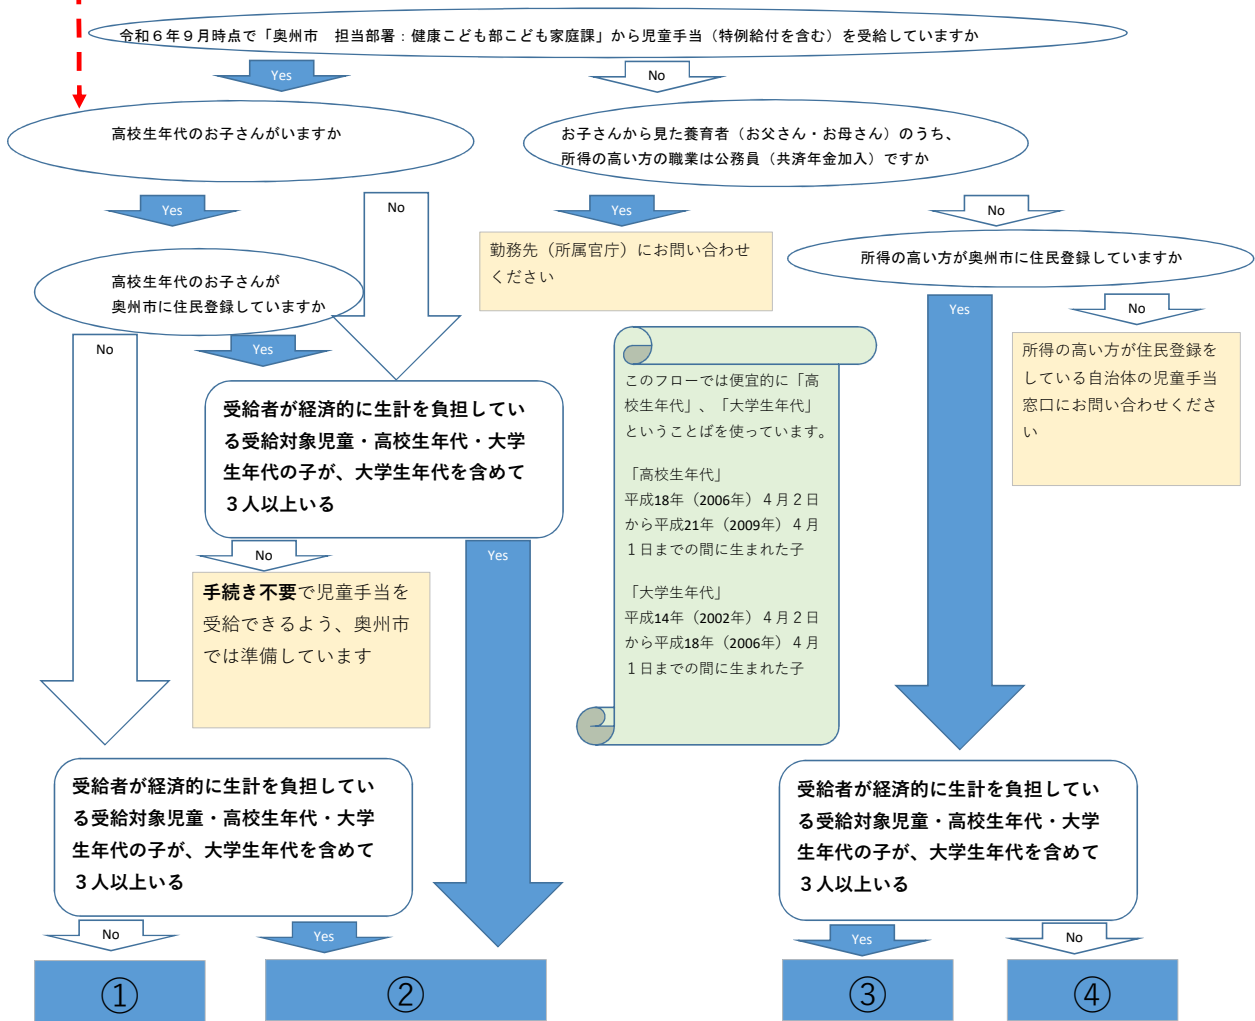 令和６年９月時点で「奥州市　担当部署：健康こども部こども家庭課」から児童手当（特例給付を含む）を受給していますか
Yes
No
高校生年代のお子さんがいますか
お子さんから見た養育者（お父さん・お母さん）のうち、
所得の高い方の職業は公務員（共済年金加入）ですか
Yes
No
Yes
No
高校生年代のお子さんが
奥州市に住民登録していますか
勤務先（所属官庁）にお問い合わせ
ください
所得の高い方が奥州市に住民登録していますか
No
Yes
Yes
No
受給者が経済的に生計を負担してい
る受給対象児童・高校生年代・大学
生年代の子が、大学生年代を含めて
３人以上いる
このフローでは便宜的に「高
校生年代」、「大学生年代」
ということばを使っています。
「高校生年代」
平成18年（2006年）４月２日
から平成21年（2009年）４月
１日までの間に生まれた子
「大学生年代」
平成14年（2002年）４月２日
から平成18年（2006年）４月
１日までの間に生まれた子
所得の高い方が住民登録を
している自治体の児童手当
窓口にお問い合わせくださ
い
No
Yes
手続き不要で児童手当を
受給できるよう、奥州市
では準備しています
受給者が経済的に生計を負担してい
る受給対象児童・高校生年代・大学
生年代の子が、大学生年代を含めて
３人以上いる
受給者が経済的に生計を負担してい
る受給対象児童・高校生年代・大学
生年代の子が、大学生年代を含めて
３人以上いる
No
Yes
Yes
No
①
②
③
④